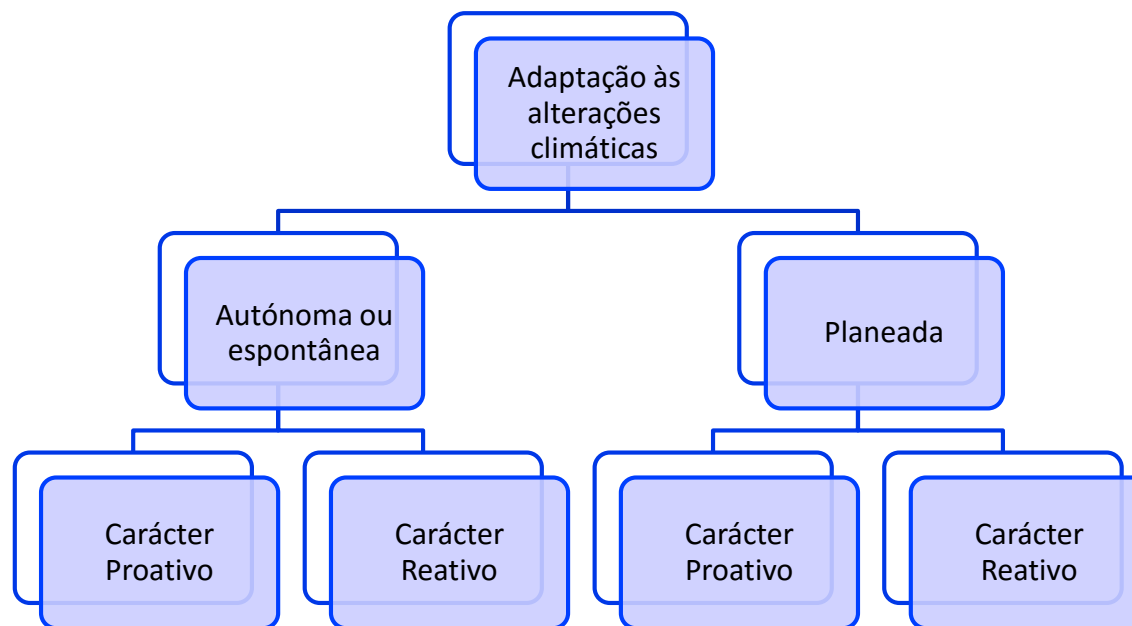 Adaptação às
alterações
climáticas
Autónoma ou
espontânea
Planeada
Carácter
Proativo
Carácter
Reativo
Carácter
Proativo
Carácter
Reativo